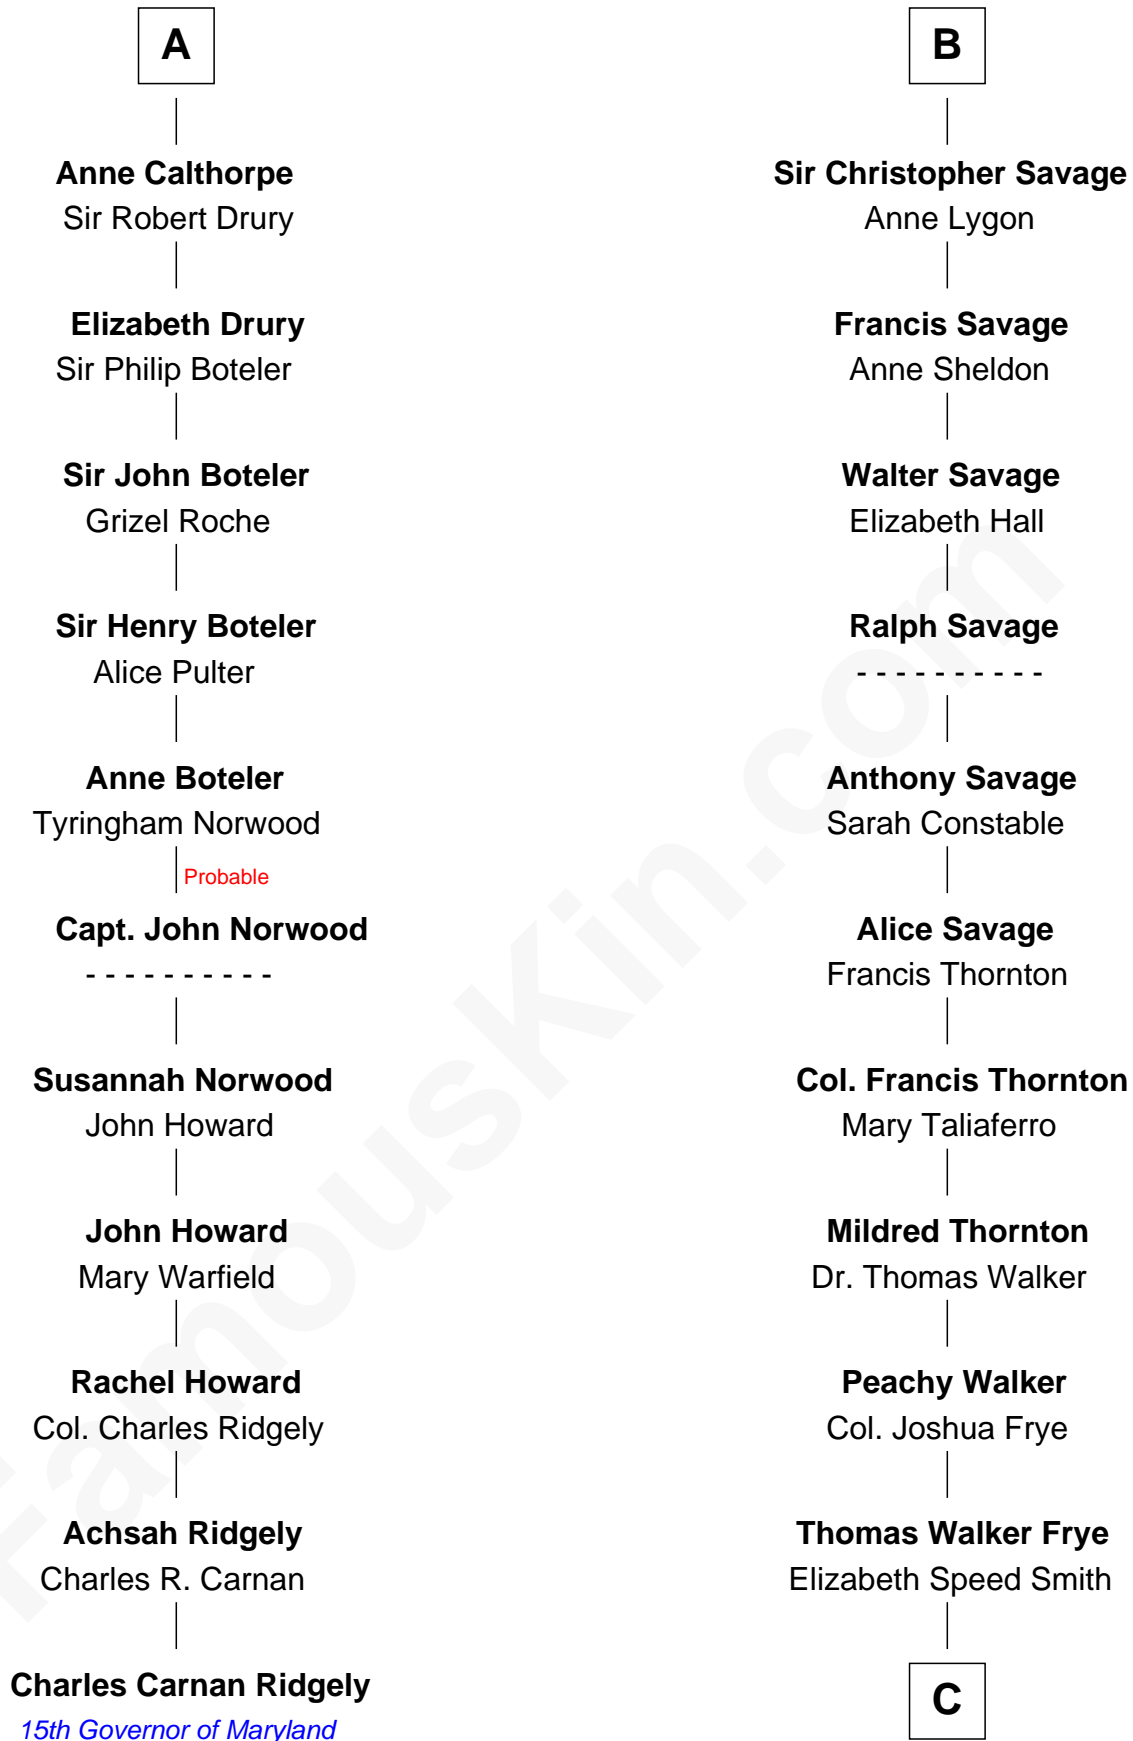 A
Anne Calthorpe
Sir Robert Drury
Elizabeth Drury
Sir Philip Boteler
Sir John Boteler
Grizel Roche
Sir Henry Boteler
Alice Pulter
Anne Boteler
Tyringham Norwood
Probable
Capt. John Norwood
- - - - - - - - - -
Susannah Norwood
John Howard
John Howard
Mary Warfield
Rachel Howard
Col. Charles Ridgely
Achsah Ridgely
Charles R. Carnan
Charles Carnan Ridgely
15th Governor of Maryland
B
Sir Christopher Savage
Anne Lygon
Francis Savage
Anne Sheldon
Walter Savage
Elizabeth Hall
Ralph Savage
- - - - - - - - - -
Anthony Savage
Sarah Constable
Alice Savage
Francis Thornton
Col. Francis Thornton
Mary Taliaferro
Mildred Thornton
Dr. Thomas Walker
Peachy Walker
Col. Joshua Frye
Thomas Walker Frye
Elizabeth Speed Smith
C
FamousKin.com